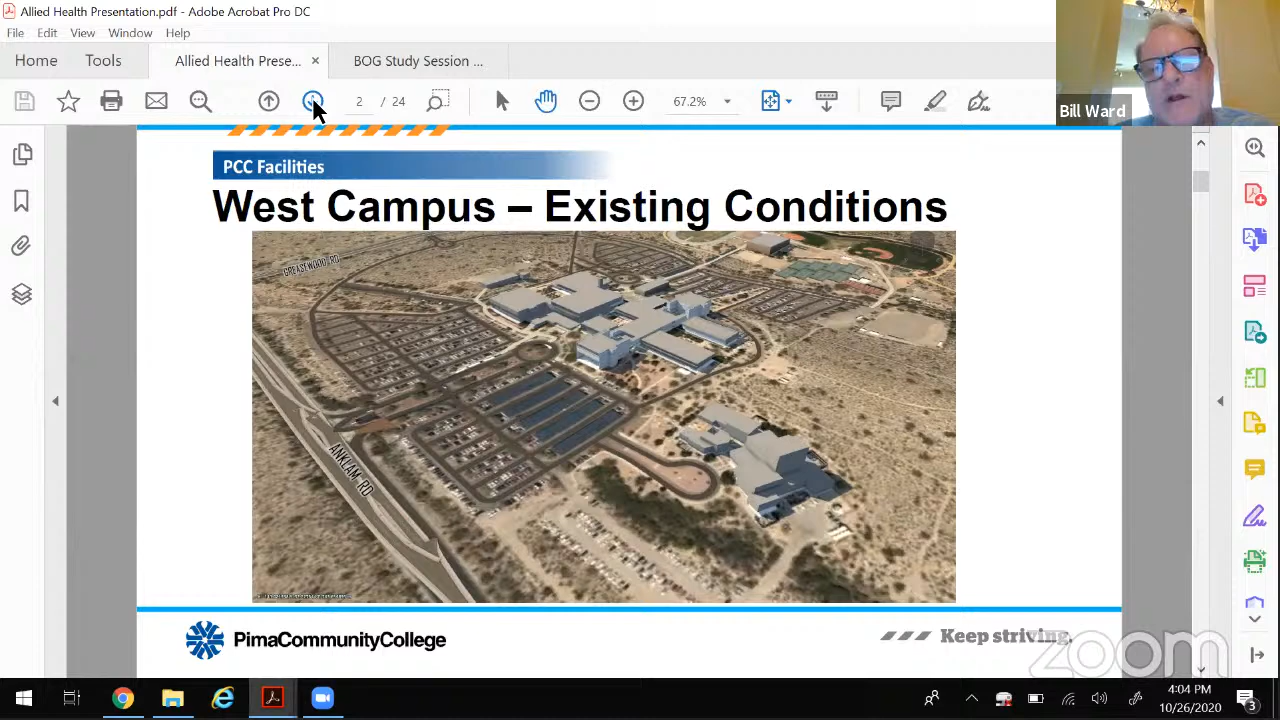 Allied Health Presentation.pdf - Adobe Acrobat Pro DC
File Edit View Window Help
Home Tools Allied Health Prese... × BOG Study Session ...
2 / 24 67.2%
Bill Ward
PCC Facilities
West Campus – Existing Conditions
GREASEWOOD RD
ANKLAM RD
PimaCommunityCollege
Keep striving.
zoom
4:04 PM
10/26/2020
3